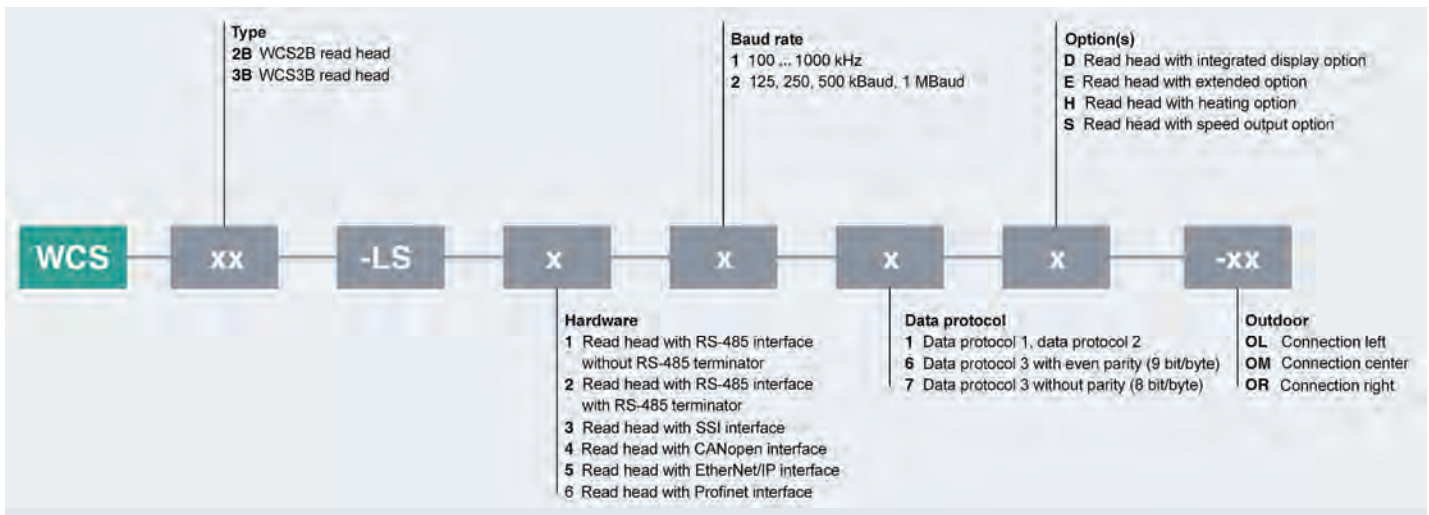 Type
2B WCS2B read head
3B WCS3B read head
Baud rate
1 100 ... 1000 kHz
2 125, 250, 500 kBaud, 1 MBaud
Option(s)
D Read head with integrated display option
E Read head with extended option
H Read head with heating option
S Read head with speed output option
WCS xx -LS x x x x -xx
Hardware
1 Read head with RS-485 interface
without RS-485 terminator
2 Read head with RS-485 interface
with RS-485 terminator
3 Read head with SSI interface
4 Read head with CANopen interface
5 Read head with EtherNet/IP interface
6 Read head with Profinet interface
Data protocol
1 Data protocol 1, data protocol 2
6 Data protocol 3 with even parity (9 bit/byte)
7 Data protocol 3 without parity (8 bit/byte)
Outdoor
OL Connection left
OM Connection center
OR Connection right